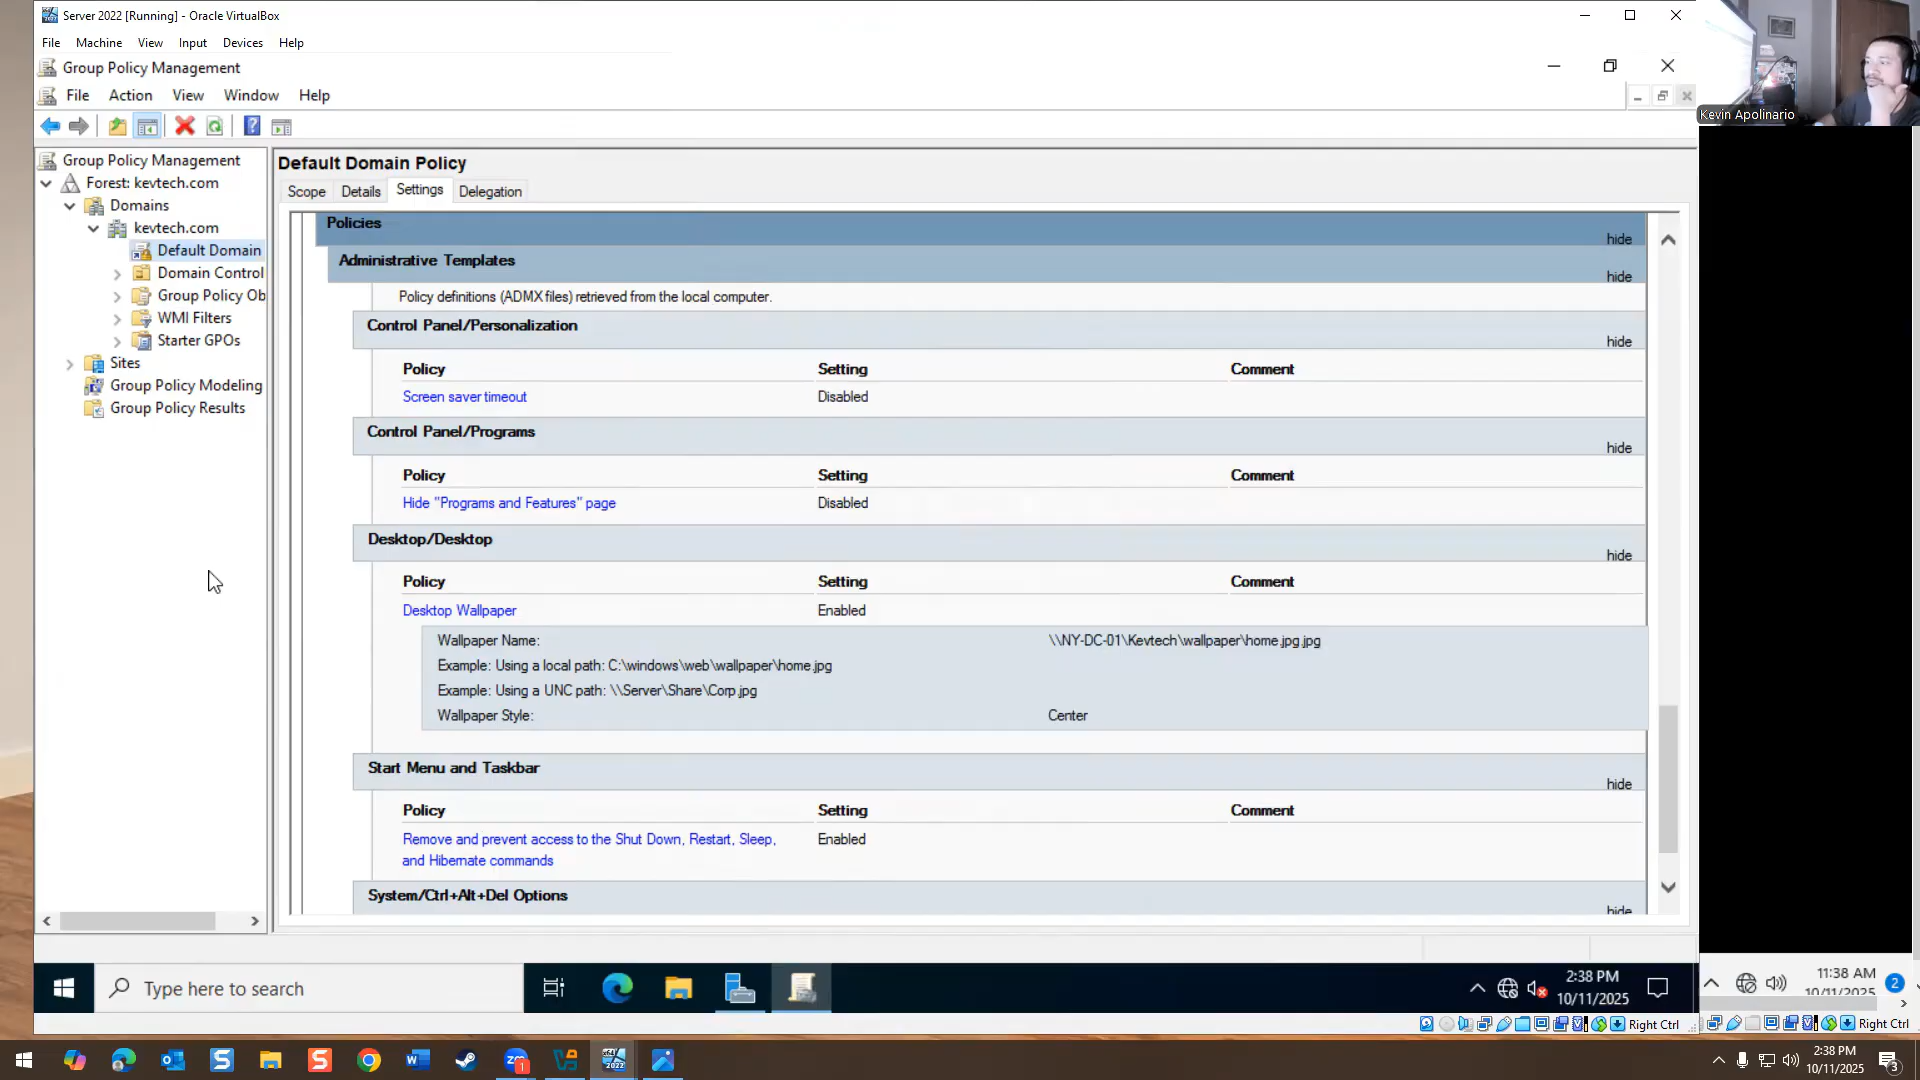 Server 2022 [Running] - Oracle VirtualBox
File Machine View Input Devices Help
Group Policy Management
File Action View Window Help
Kevin Apolinario
Group Policy Management
Forest: kevtech.com
Domains
kevtech.com
Default Domain
Domain Control
Group Policy Ob
WMI Filters
Starter GPOs
Sites
Group Policy Modeling
Group Policy Results
Default Domain Policy
Scope Details Settings Delegation
Policies
hide
Administrative Templates
hide
Policy definitions (ADMX files) retrieved from the local computer.
Control Panel/Personalization
hide
Policy Setting Comment
Screen saver timeout Disabled
Control Panel/Programs
hide
Policy Setting Comment
Hide "Programs and Features" page Disabled
Desktop/Desktop
hide
Policy Setting Comment
Desktop Wallpaper Enabled
Wallpaper Name: \\NY-DC-01\Kevtech\wallpaper\home.jpg.jpg
Example: Using a local path: C:\windows\web\wallpaper\home.jpg
Example: Using a UNC path: \\Server\Share\Corp.jpg
Wallpaper Style: Center
Start Menu and Taskbar
hide
Policy Setting Comment
Remove and prevent access to the Shut Down, Restart, Sleep, Enabled
and Hibernate commands
System/Ctrl+Alt+Del Options
hide
Type here to search
2:38 PM
10/11/2025
11:38 AM
10/11/2025
2
Right Ctrl
Right Ctrl
2:38 PM
10/11/2025
3